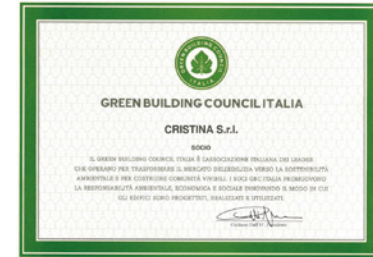 GREEN BUILDING COUNCIL
ITALIA
GREEN BUILDING COUNCIL ITALIA
CRISTINA S.r.l.
SOCIO
IL GREEN BUILDING COUNCIL ITALIA È L'ASSOCIAZIONE ITALIANA DEI LEADER
CHE OPERANO PER TRASFORMARE IL MERCATO DELL'EDILIZIA VERSO LA SOSTENIBILITÀ
AMBIENTALE E PER COSTRUIRE COMUNITÀ VIVIBILI. I SOCI GBC ITALIA PROMUOVONO
LA RESPONSABILITÀ AMBIENTALE, ECONOMICA E SOCIALE INNOVANDO IL MODO IN CUI
GLI EDIFICI SONO PROGETTATI, REALIZZATI E UTILIZZATI.